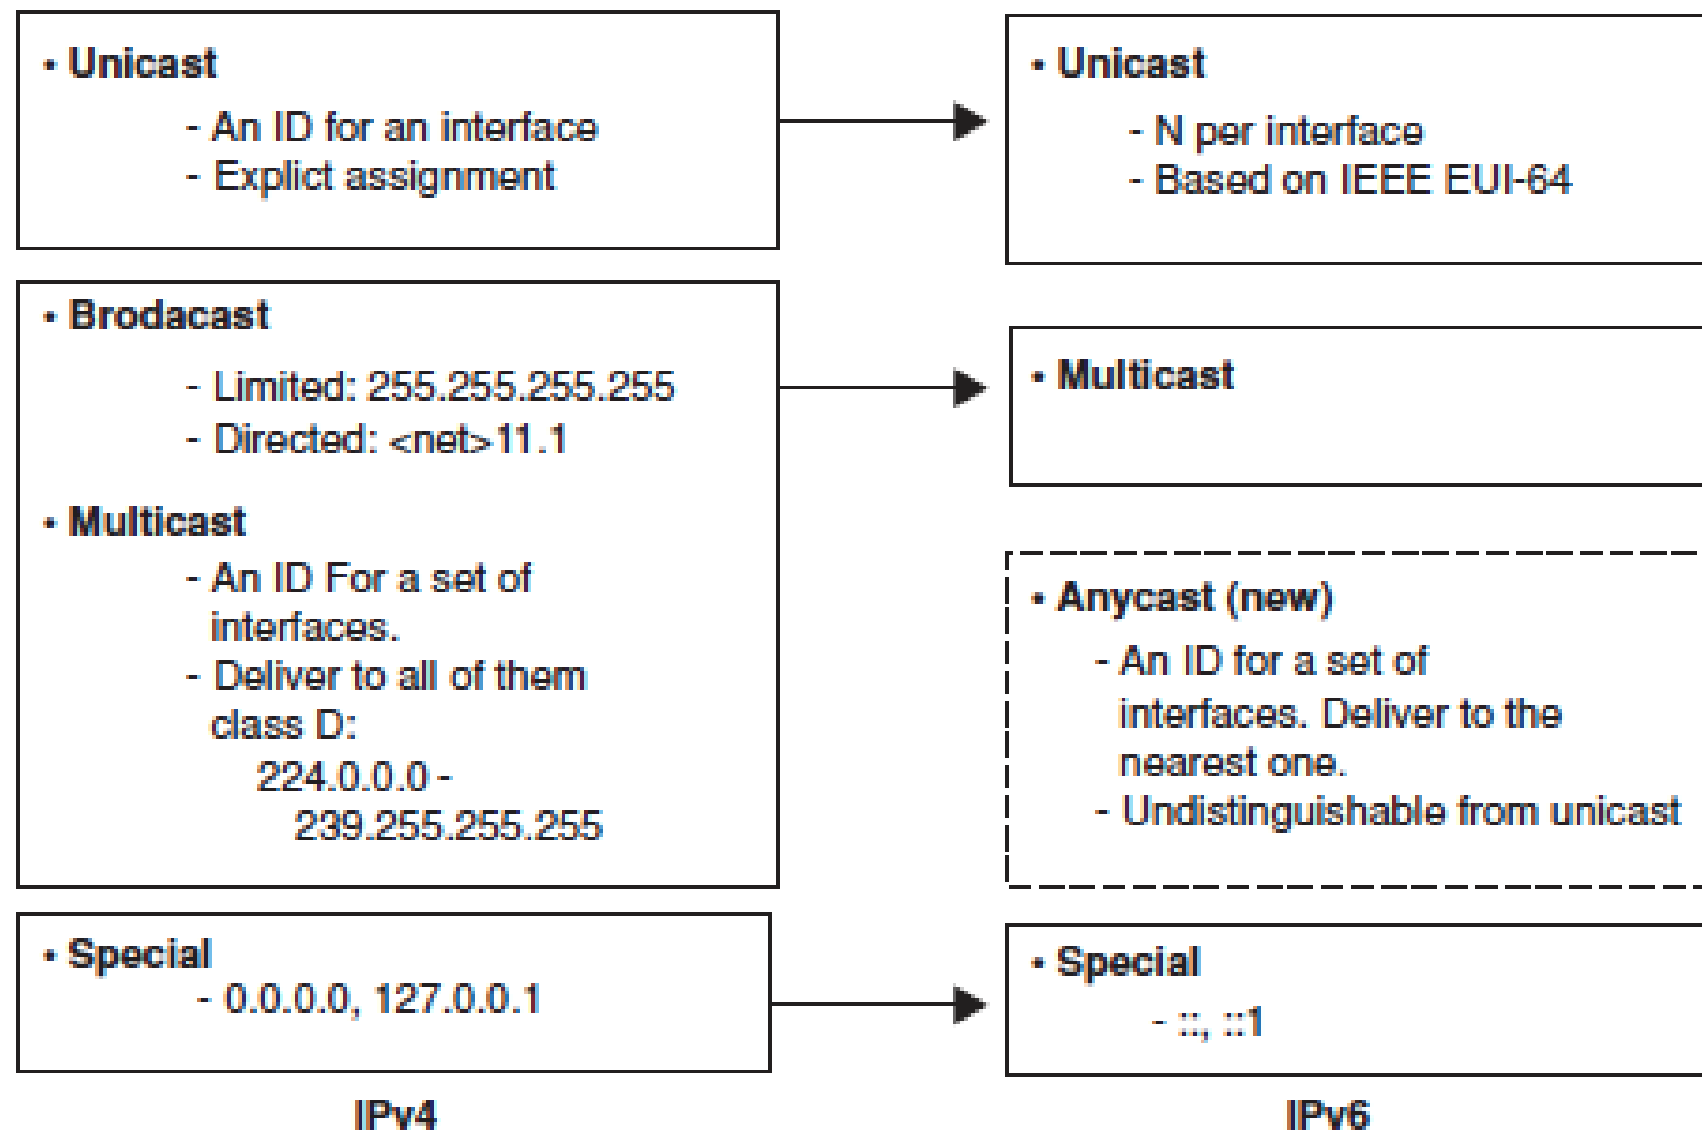 • Unicast
- An ID for an interface
- Explict assignment
• Brodacast
- Limited: 255.255.255.255
- Directed: <net>11.1
• Multicast
- An ID For a set of
interfaces.
- Deliver to all of them
class D:
224.0.0.0 -
239.255.255.255
• Special
- 0.0.0.0, 127.0.0.1
IPv4
• Unicast
- N per interface
- Based on IEEE EUI-64
• Multicast
• Anycast (new)
- An ID for a set of
interfaces. Deliver to the
nearest one.
- Undistinguishable from unicast
• Special
- ::, ::1
IPv6